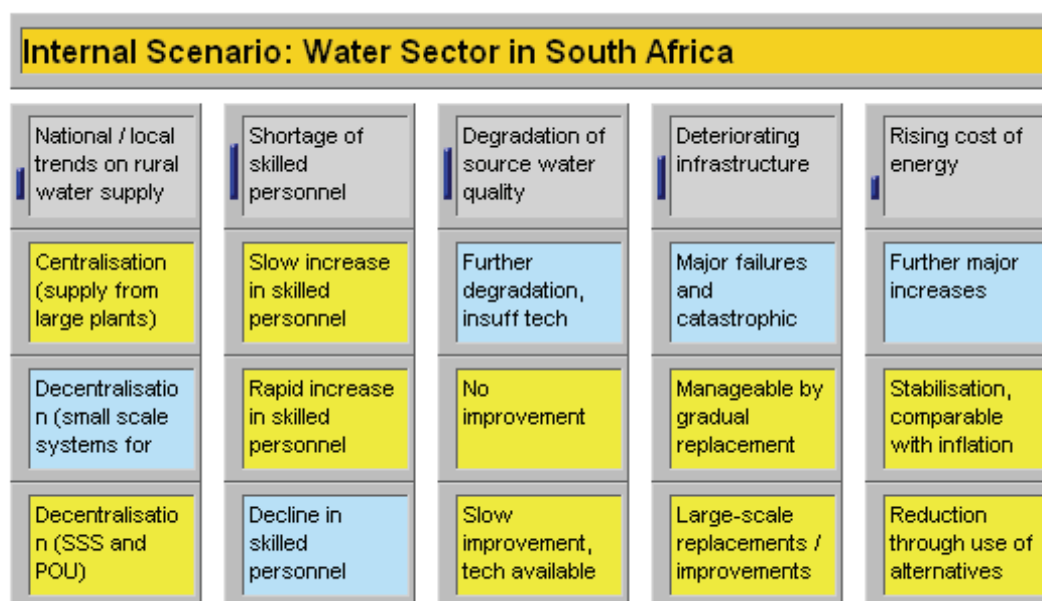 Internal Scenario: Water Sector in South Africa
National / local
trends on rural
water supply
Shortage of
skilled
personnel
Degradation of
source water
quality
Deteriorating
infrastructure
Rising cost of
energy
Centralisation
(supply from
large plants)
Slow increase
in skilled
personnel
Further
degradation,
insuff tech
Major failures
and
catastrophic
Further major
increases
Decentralisatio
n (small scale
systems for
Rapid increase
in skilled
personnel
No
improvement
Manageable by
gradual
replacement
Stabilisation,
comparable
with inflation
Decentralisatio
n (SSS and
POU)
Decline in
skilled
personnel
Slow
improvement,
tech available
Large-scale
replacements /
improvements
Reduction
through use of
alternatives